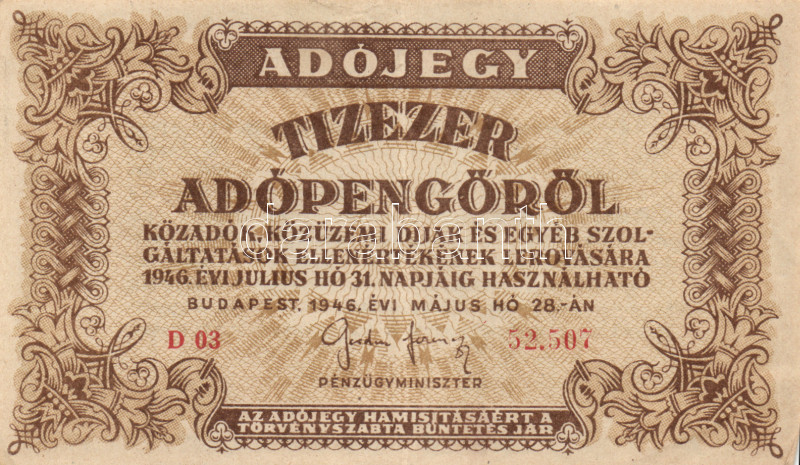 ADÓJEGY
TIZEZER
ADÓPENGŐRŐL
KÖZADÓK, KÖZÜZEMI DIJAK ÉS EGYÉB SZOL-
GÁLTATÁSOK ELLENÉRTÉKÉNEK LEROVÁSÁRA
1946. ÉVI JULIUS HÓ 31. NAPJÁIG HASZNÁLHATÓ
BUDAPEST, 1946. ÉVI MÁJUS HÓ 28.-ÁN
D 03 52.507
PÉNZÜGYMINISZTER
AZ ADÓJEGY HAMISITÁSÁÉRT A
TÖRVÉNYSZABTA BÜNTETÉS JÁR
darabanth